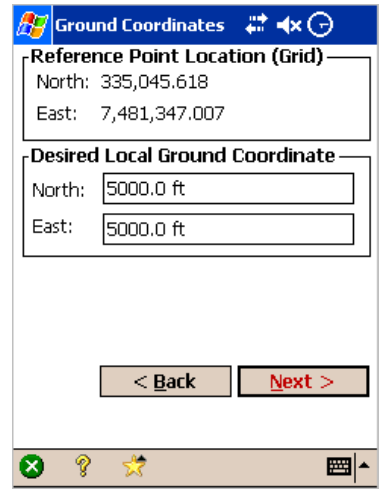 Ground Coordinates
Reference Point Location (Grid)
North: 335,045.618
East: 7,481,347.007
Desired Local Ground Coordinate
North: 5000.0 ft
East: 5000.0 ft
< Back Next >